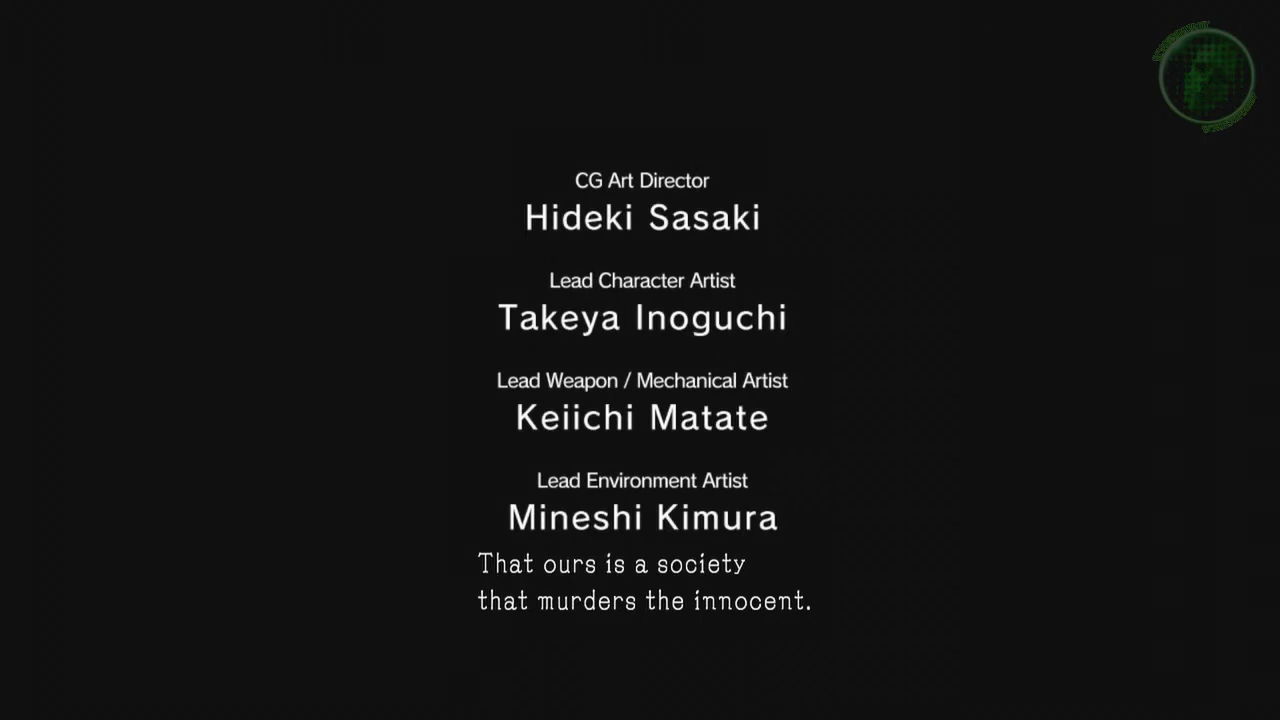 CG Art Director
Hideki Sasaki
Lead Character Artist
Takeya Inoguchi
Lead Weapon / Mechanical Artist
Keiichi Matate
Lead Environment Artist
Mineshi Kimura
That ours is a society
that murders the innocent.